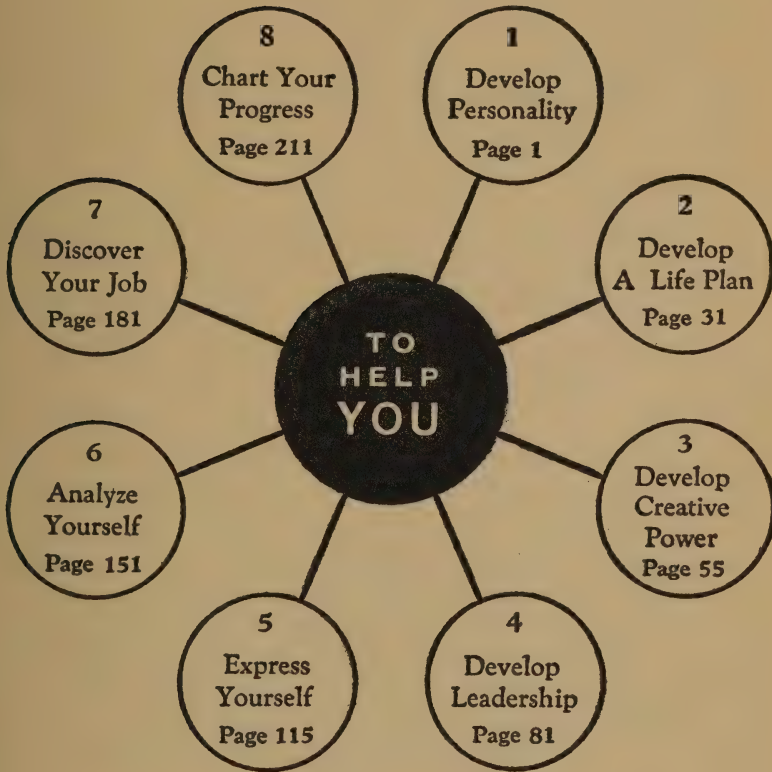 TO
HELP
YOU
1
Develop
Personality
Page 1
2
Develop
A Life Plan
Page 31
3
Develop
Creative
Power
Page 55
4
Develop
Leadership
Page 81
5
Express
Yourself
Page 115
6
Analyze
Yourself
Page 151
7
Discover
Your Job
Page 181
8
Chart Your
Progress
Page 211